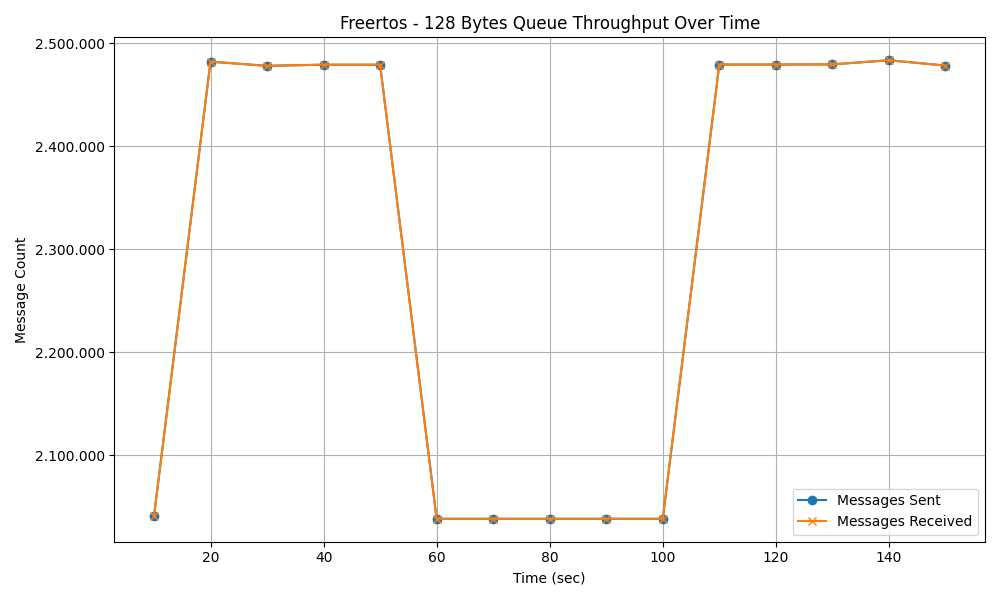 Freertos - 128 Bytes Queue Throughput Over Time
Message Count
2.500.000
2.400.000
2.300.000
2.200.000
2.100.000
Messages Sent
Messages Received
20 40 60 80 100 120 140
Time (sec)